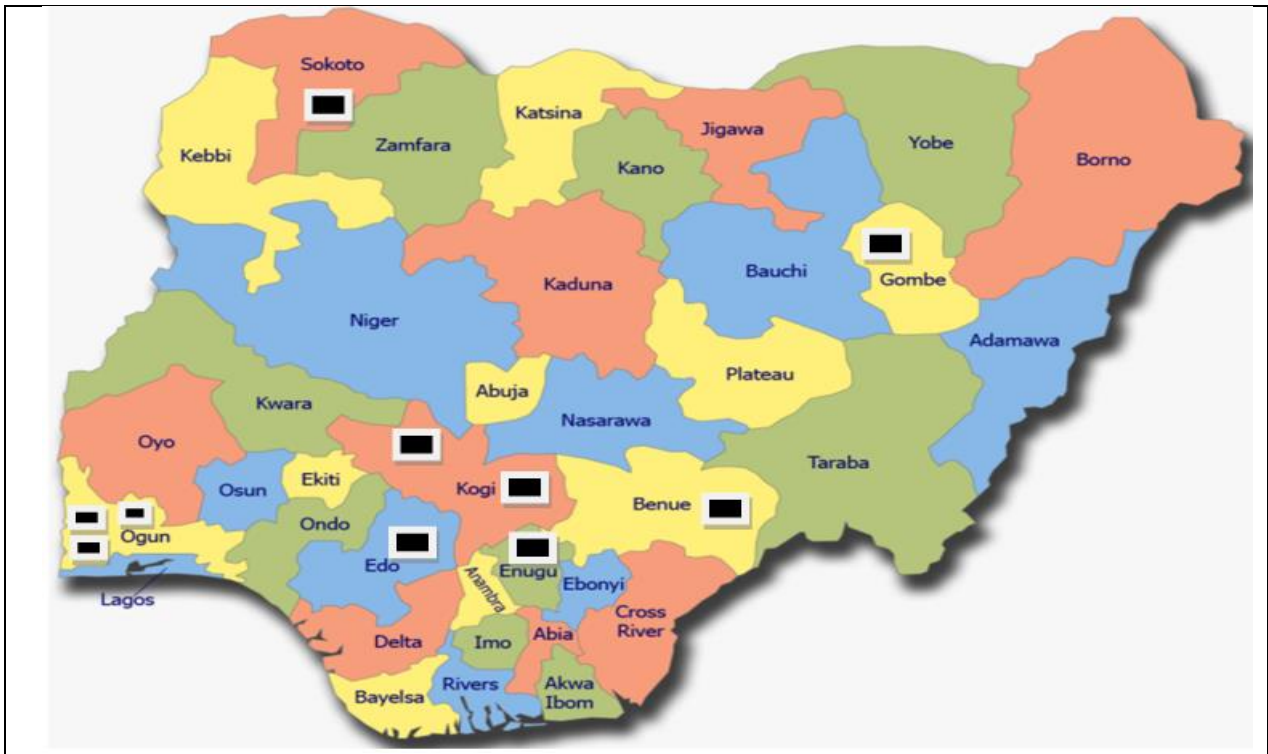 Sokoto
Katsina
Jigawa
Yobe
Kebbi
Zamfara
Kano
Borno
Bauchi
Gombe
Kaduna
Niger
Adamawa
Plateau
Abuja
Kwara
Nasarawa
Oyo
Taraba
Osun
Ekiti
Kogi
Benue
Ondo
Ogun
Edo
Enugu
Ebonyi
Anambra
Lagos
Cross
River
Delta
Imo
Abia
Bayelsa
Rivers
Akwa
Ibom